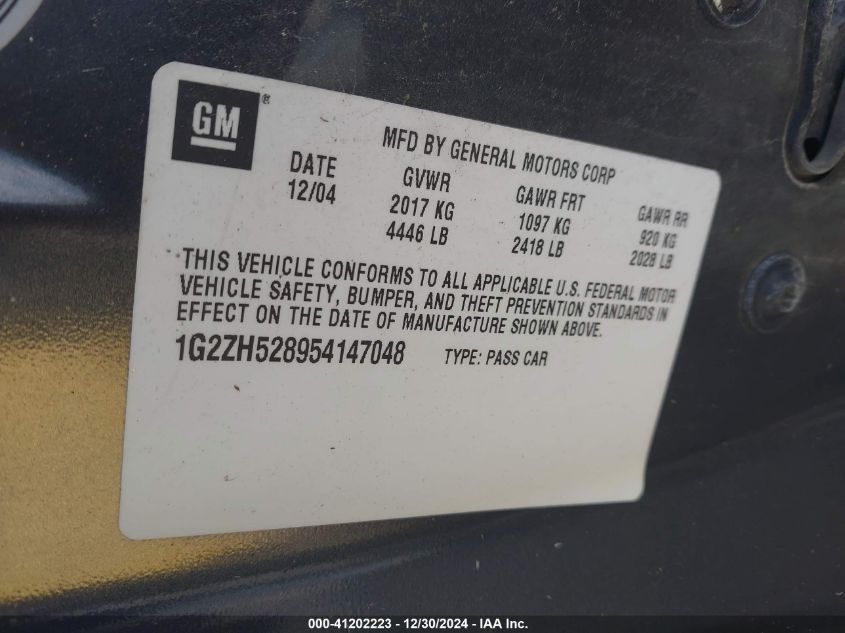 GM®
MFD BY GENERAL MOTORS CORP
DATE GVWR GAWR FRT GAWR RR
12/04 2017 KG 1097 KG 920 KG
4446 LB 2418 LB 2028 LB
THIS VEHICLE CONFORMS TO ALL APPLICABLE U.S. FEDERAL MOTOR
VEHICLE SAFETY, BUMPER, AND THEFT PREVENTION STANDARDS IN
EFFECT ON THE DATE OF MANUFACTURE SHOWN ABOVE.
1G2ZH528954147048 TYPE: PASS CAR
000-41202223 - 12/30/2024 - IAA Inc.